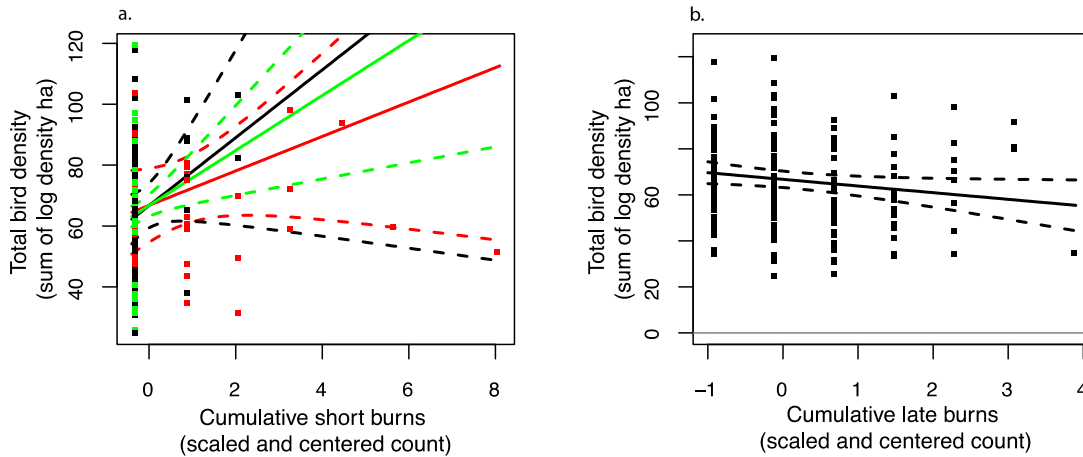 a.
120
100
80
60
40
Total bird density
(sum of log density ha)
0 2 4 6 8
Cumulative short burns
(scaled and centered count)
b.
100
60
20
0
Total bird density
(sum of log density ha)
−1 0 1 2 3 4
Cumulative late burns
(scaled and centered count)